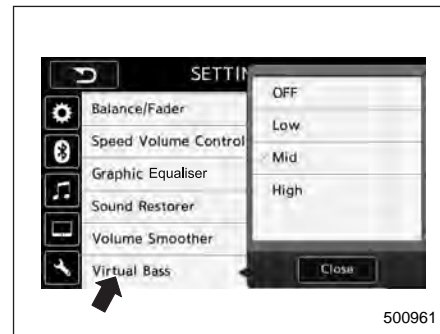 SETTIN
Balance/Fader
Speed Volume Control
Graphic Equaliser
Sound Restorer
Volume Smoother
Virtual Bass
OFF
Low
Mid
High
Close
500961